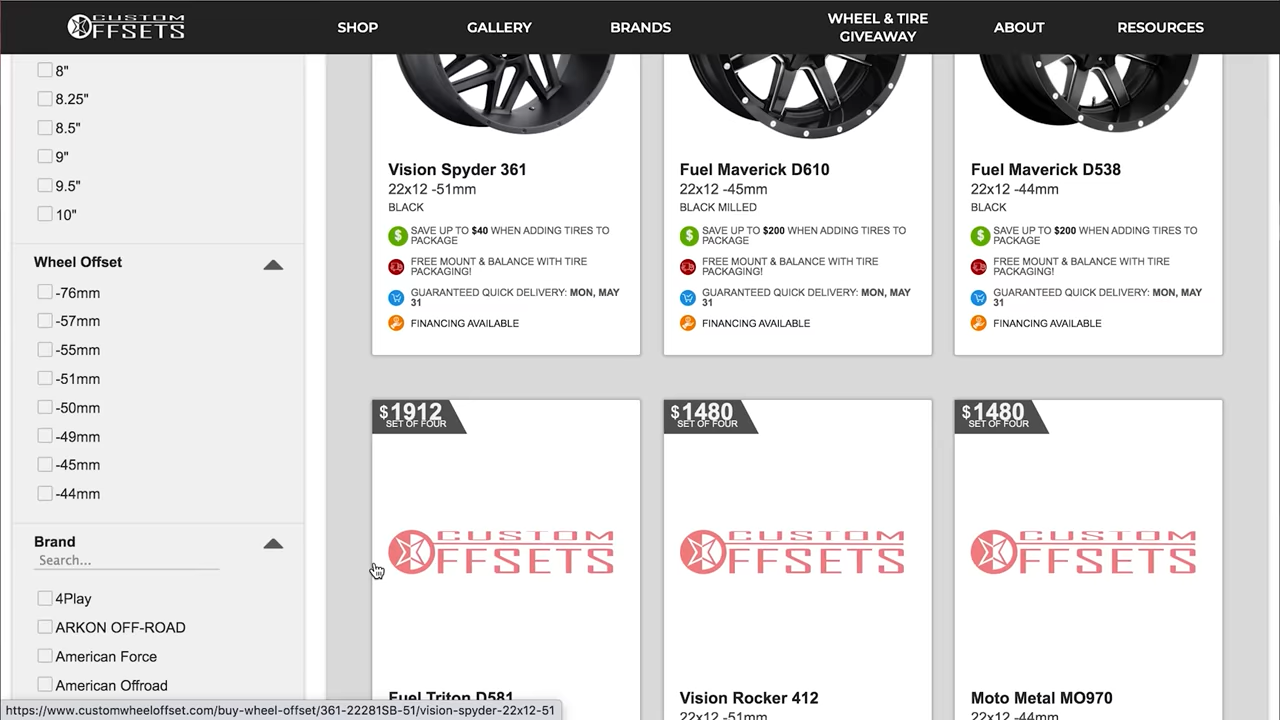 CUSTOM OFFSETS
SHOP
GALLERY
BRANDS
WHEEL & TIRE
GIVEAWAY
ABOUT
RESOURCES
8"
8.25"
8.5"
9"
9.5"
10"
Wheel Offset
-76mm
-57mm
-55mm
-51mm
-50mm
-49mm
-45mm
-44mm
Brand
Search...
4Play
ARKON OFF-ROAD
American Force
American Offroad
Vision Spyder 361
22x12 -51mm
BLACK
$ SAVE UP TO $40 WHEN ADDING TIRES TO
PACKAGE
FREE MOUNT & BALANCE WITH TIRE
PACKAGING!
GUARANTEED QUICK DELIVERY: MON, MAY
31
FINANCING AVAILABLE
Fuel Maverick D610
22x12 -45mm
BLACK MILLED
$ SAVE UP TO $200 WHEN ADDING TIRES TO
PACKAGE
FREE MOUNT & BALANCE WITH TIRE
PACKAGING!
GUARANTEED QUICK DELIVERY: MON, MAY
31
FINANCING AVAILABLE
Fuel Maverick D538
22x12 -44mm
BLACK
$ SAVE UP TO $200 WHEN ADDING TIRES TO
PACKAGE
FREE MOUNT & BALANCE WITH TIRE
PACKAGING!
GUARANTEED QUICK DELIVERY: MON, MAY
31
FINANCING AVAILABLE
$1912
SET OF FOUR
CUSTOM OFFSETS
Fuel Triton D581
$1480
SET OF FOUR
CUSTOM OFFSETS
Vision Rocker 412
22x12 -51mm
$1480
SET OF FOUR
CUSTOM OFFSETS
Moto Metal MO970
22x12 -44mm
https://www.customwheeloffset.com/buy-wheel-offset/361-22281SB-51/vision-spyder-22x12-51